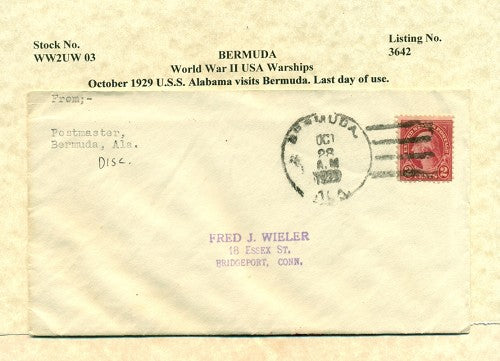 Stock No.
WW2UW 03
Listing No.
3642
BERMUDA
World War II USA Warships
October 1929 U.S.S. Alabama visits Bermuda. Last day of use.
From;-
Postmaster,
Bermuda, Ala.
DISC.
BERMUDA.
OCT
28
A.M.
1929
ALA.
2
FRED J. WIELER
18 ESSEX ST.
BRIDGEPORT, CONN.